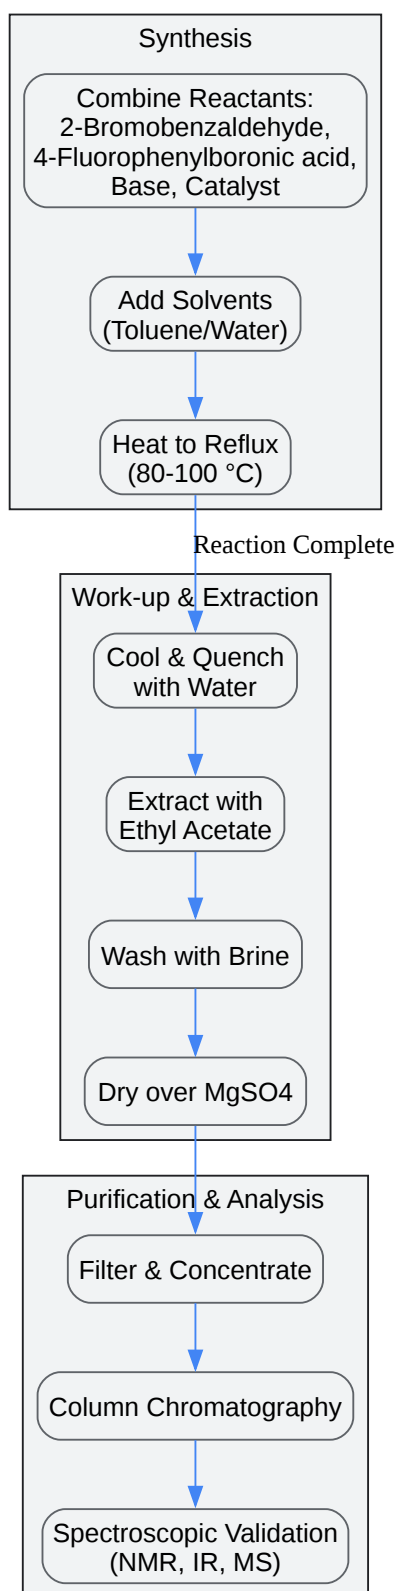 Synthesis
Combine Reactants:
2-Bromobenzaldehyde,
4-Fluorophenylboronic acid,
Base, Catalyst
Add Solvents
(Toluene/Water)
Heat to Reflux
(80-100 °C)
Reaction Complete
Work-up & Extraction
Cool & Quench
with Water
Extract with
Ethyl Acetate
Wash with Brine
Dry over MgSO4
Purification & Analysis
Filter & Concentrate
Column Chromatography
Spectroscopic Validation
(NMR, IR, MS)